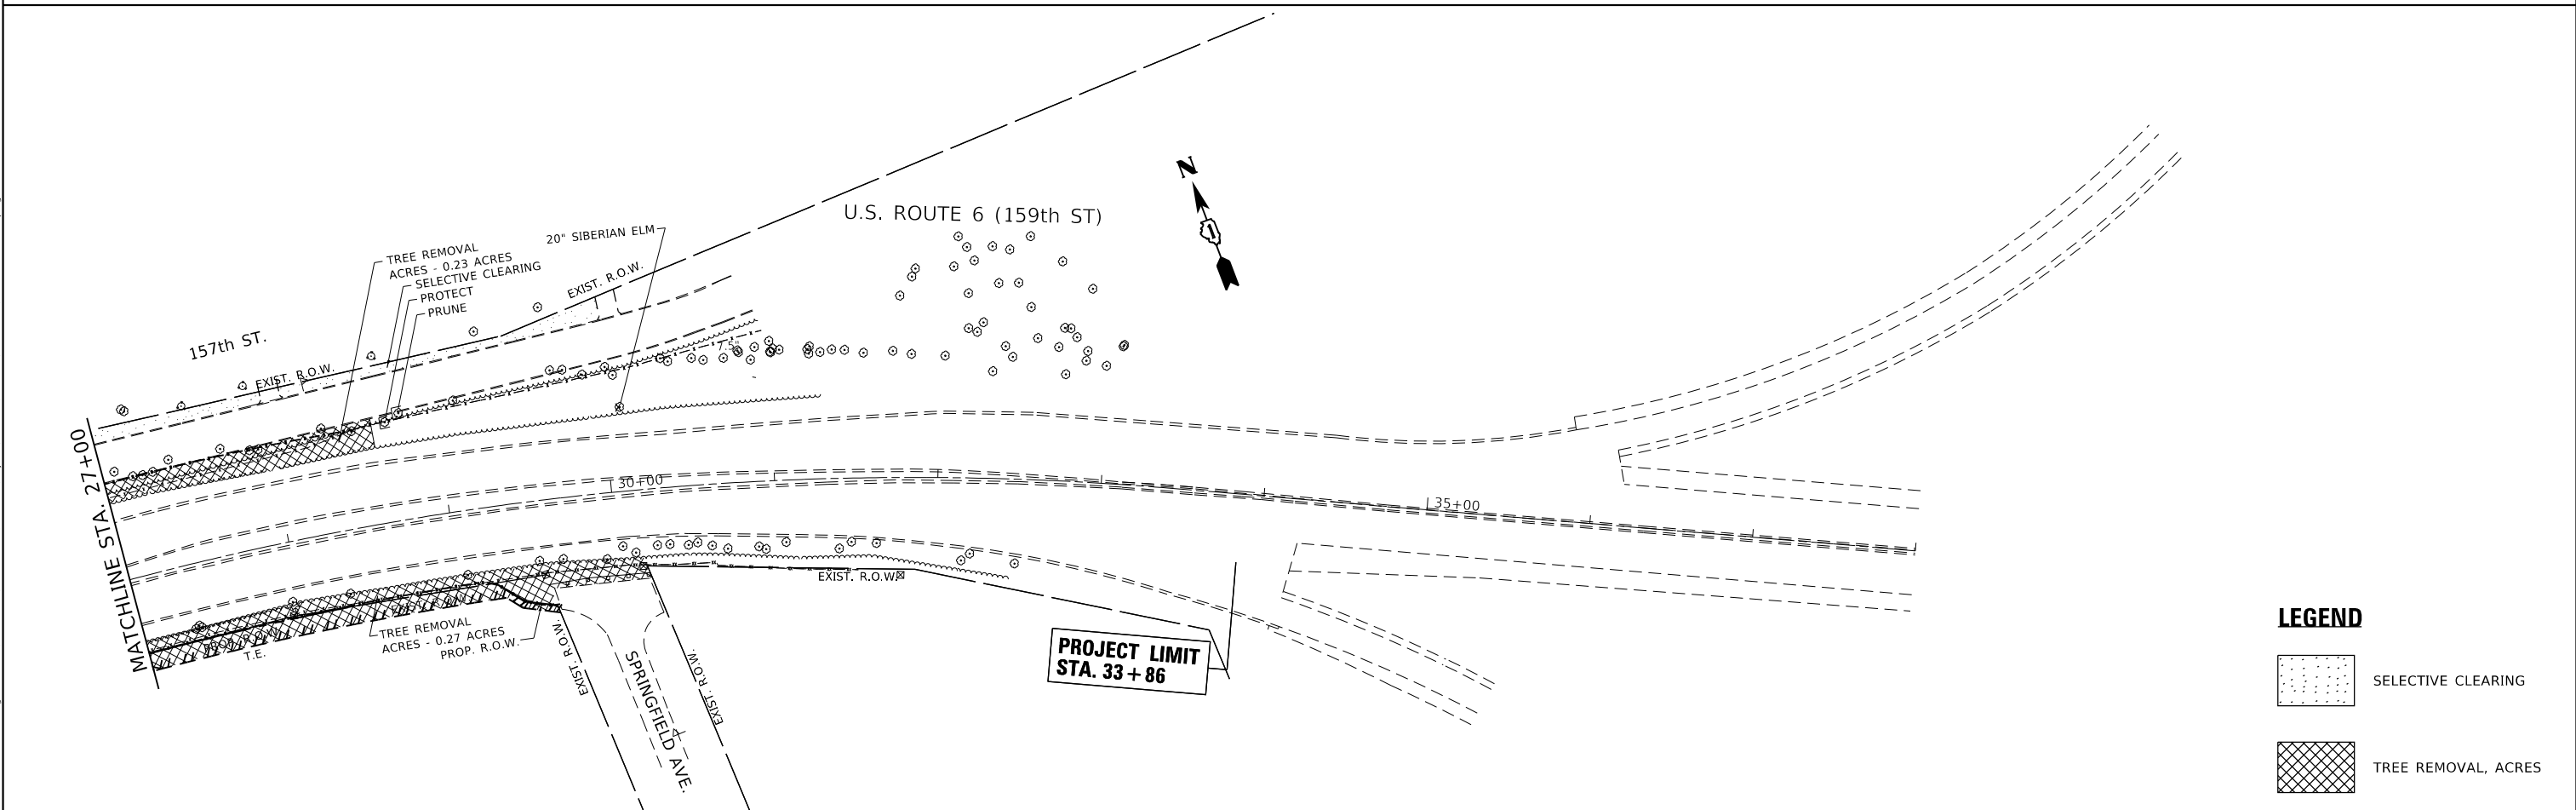 N
U.S. ROUTE 6 (159th ST)
20" SIBERIAN ELM
TREE REMOVAL
ACRES - 0.23 ACRES
SELECTIVE CLEARING
PROTECT
PRUNE
EXIST. R.O.W.
157th ST.
EXIST. R.O.W.
7.5"
MATCHLINE STA. 27+00
30+00
35+00
EXIST. R.O.W.
T.E.
TREE REMOVAL
ACRES - 0.27 ACRES
PROP. R.O.W.
EXIST. R.O.W.
SPRINGFIELD AVE.
EXIST. R.O.W.
PROJECT LIMIT
STA. 33+86
LEGEND
SELECTIVE CLEARING
TREE REMOVAL, ACRES